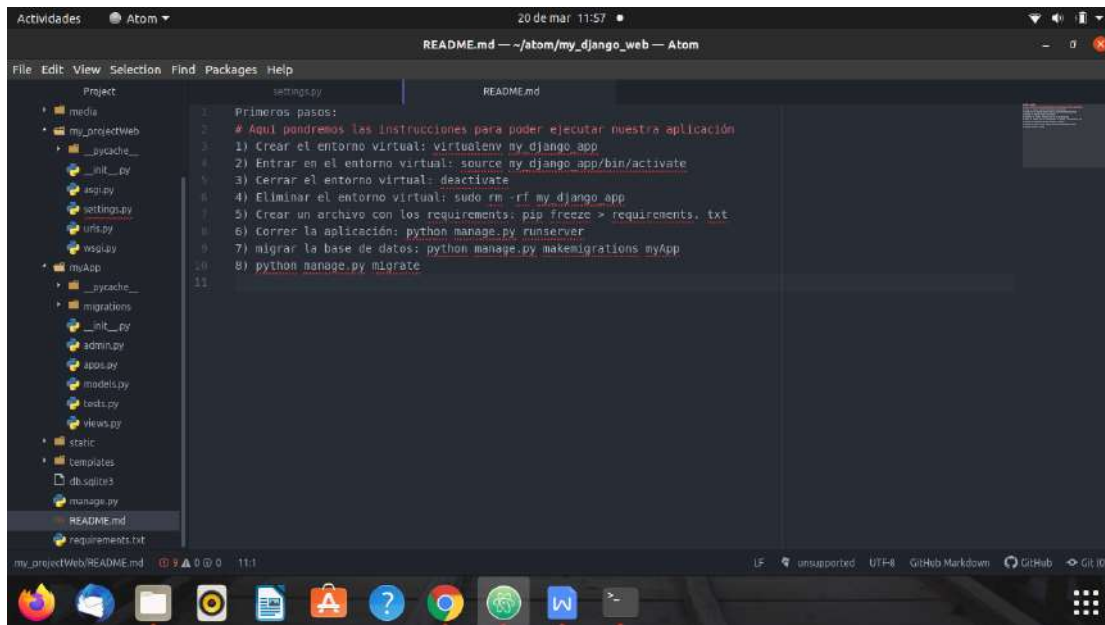 Actividades
Atom
20 de mar 11:57
README.md — ~/atom/my_django_web — Atom
File Edit View Selection Find Packages Help
Project
settings.py
README.md
media
my_projectWeb
__pycache__
__init__.py
asgi.py
settings.py
urls.py
wsgi.py
myApp
__pycache__
migrations
__init__.py
admin.py
apps.py
models.py
tests.py
views.py
static
templates
db.sqlite3
manage.py
README.md
requirements.txt
1 Primeros pasos:
2 # Aquí pondremos las instrucciones para poder ejecutar nuestra aplicación
3 1) Crear el entorno virtual: virtualenv my_django_app
4 2) Entrar en el entorno virtual: source my_django_app/bin/activate
5 3) Cerrar el entorno virtual: deactivate
6 4) Eliminar el entorno virtual: sudo rm -rf my_django_app
7 5) Crear un archivo con los requirements: pip freeze > requirements. txt
8 6) Correr la aplicación: python manage.py runserver
9 7) migrar la base de datos: python manage.py makemigrations myApp
10 8) python manage.py migrate
11
my_projectWeb/README.md 9 0 0 11:1
LF unsupported UTF-8 GitHub Markdown GitHub Git (0